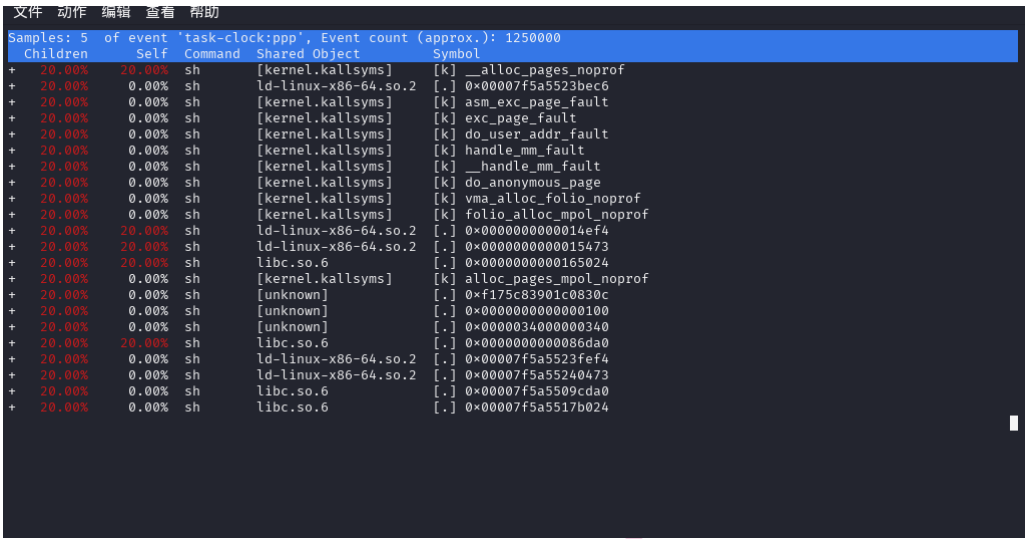 文件 动作 编辑 查看 帮助
Samples: 5  of event 'task-clock:ppp', Event count (approx.): 1250000
  Children      Self  Command  Shared Object         Symbol
+   20.00%    20.00%  sh       [kernel.kallsyms]     [k] __alloc_pages_noprof
+   20.00%     0.00%  sh       ld-linux-x86-64.so.2  [.] 0x00007f5a5523bec6
+   20.00%     0.00%  sh       [kernel.kallsyms]     [k] asm_exc_page_fault
+   20.00%     0.00%  sh       [kernel.kallsyms]     [k] exc_page_fault
+   20.00%     0.00%  sh       [kernel.kallsyms]     [k] do_user_addr_fault
+   20.00%     0.00%  sh       [kernel.kallsyms]     [k] handle_mm_fault
+   20.00%     0.00%  sh       [kernel.kallsyms]     [k] __handle_mm_fault
+   20.00%     0.00%  sh       [kernel.kallsyms]     [k] do_anonymous_page
+   20.00%     0.00%  sh       [kernel.kallsyms]     [k] vma_alloc_folio_noprof
+   20.00%     0.00%  sh       [kernel.kallsyms]     [k] folio_alloc_mpol_noprof
+   20.00%    20.00%  sh       ld-linux-x86-64.so.2  [.] 0x0000000000014ef4
+   20.00%    20.00%  sh       ld-linux-x86-64.so.2  [.] 0x0000000000015473
+   20.00%    20.00%  sh       libc.so.6             [.] 0x0000000000165024
+   20.00%     0.00%  sh       [kernel.kallsyms]     [k] alloc_pages_mpol_noprof
+   20.00%     0.00%  sh       [unknown]             [.] 0xf175c83901c0830c
+   20.00%     0.00%  sh       [unknown]             [.] 0x0000000000000100
+   20.00%     0.00%  sh       [unknown]             [.] 0x0000034000000340
+   20.00%    20.00%  sh       libc.so.6             [.] 0x0000000000086da0
+   20.00%     0.00%  sh       ld-linux-x86-64.so.2  [.] 0x00007f5a5523fef4
+   20.00%     0.00%  sh       ld-linux-x86-64.so.2  [.] 0x00007f5a55240473
+   20.00%     0.00%  sh       libc.so.6             [.] 0x00007f5a5509cda0
+   20.00%     0.00%  sh       libc.so.6             [.] 0x00007f5a5517b024